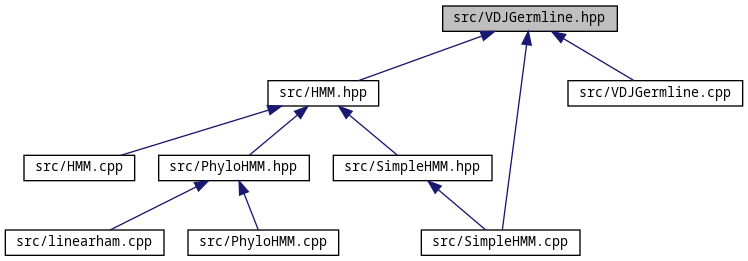 src/VDJGermline.hpp
src/HMM.hpp
src/VDJGermline.cpp
src/HMM.cpp
src/PhyloHMM.hpp
src/SimpleHMM.hpp
src/linearham.cpp
src/PhyloHMM.cpp
src/SimpleHMM.cpp